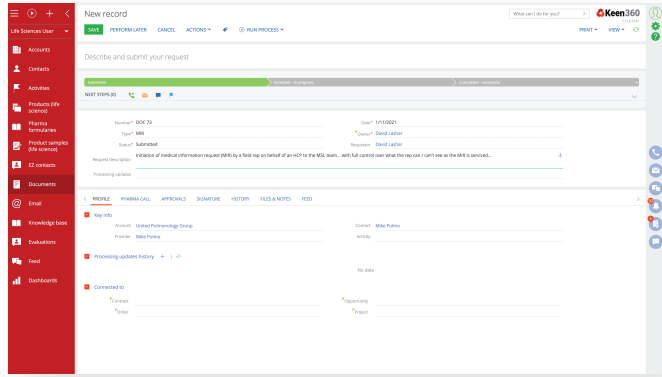 New record
What can I do for you?
Keen360
SAVE PERFORM LATER CANCEL ACTIONS RUN PROCESS PRINT VIEW
Life Sciences User
Accounts
Contacts
Activities
Products (life science)
Pharma formularies
Product samples (life science)
EZ contacts
Documents
Email
Knowledge base
Evaluations
Feed
Dashboards
Describe and submit your request
Submitted
Accepted - in progress
Completed - successful
NEXT STEPS (0)
Number* DOC 73
Date* 1/11/2021
Type* MIR
Owner* David Lashar
Status* Submitted
Requester David Lashar
Request description Initiation of medical information request (MIR) by a field rep on behalf of an HCP to the MSL team... with full control over what the rep can / can't see as the MIR is serviced...
Processing updates
PROFILE PHARMA CALL APPROVALS SIGNATURE HISTORY FILES & NOTES FEED
Key info
Account United Pulmonology Group
Contact Mike Pulmo
Provider Mike Pulmo
Activity
Processing updates history
No data
Connected to
Contract
Opportunity
Order
Project